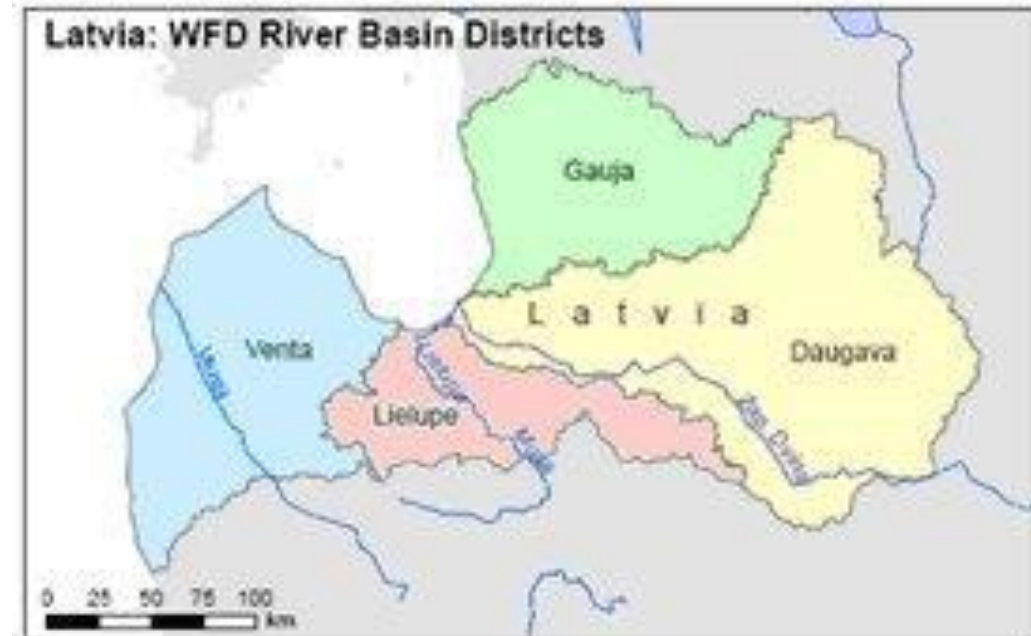 Latvia: WFD River Basin Districts
Gauja
L a t v i a
Venta
Daugava
Lielupe
0 25 50 75 100
km